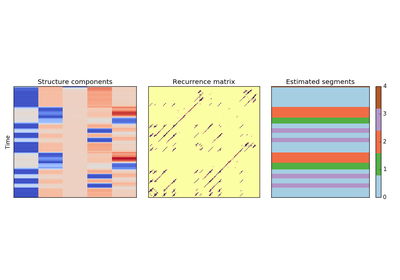 Structure components
Recurrence matrix
Estimated segments
Time
4
3
2
1
0